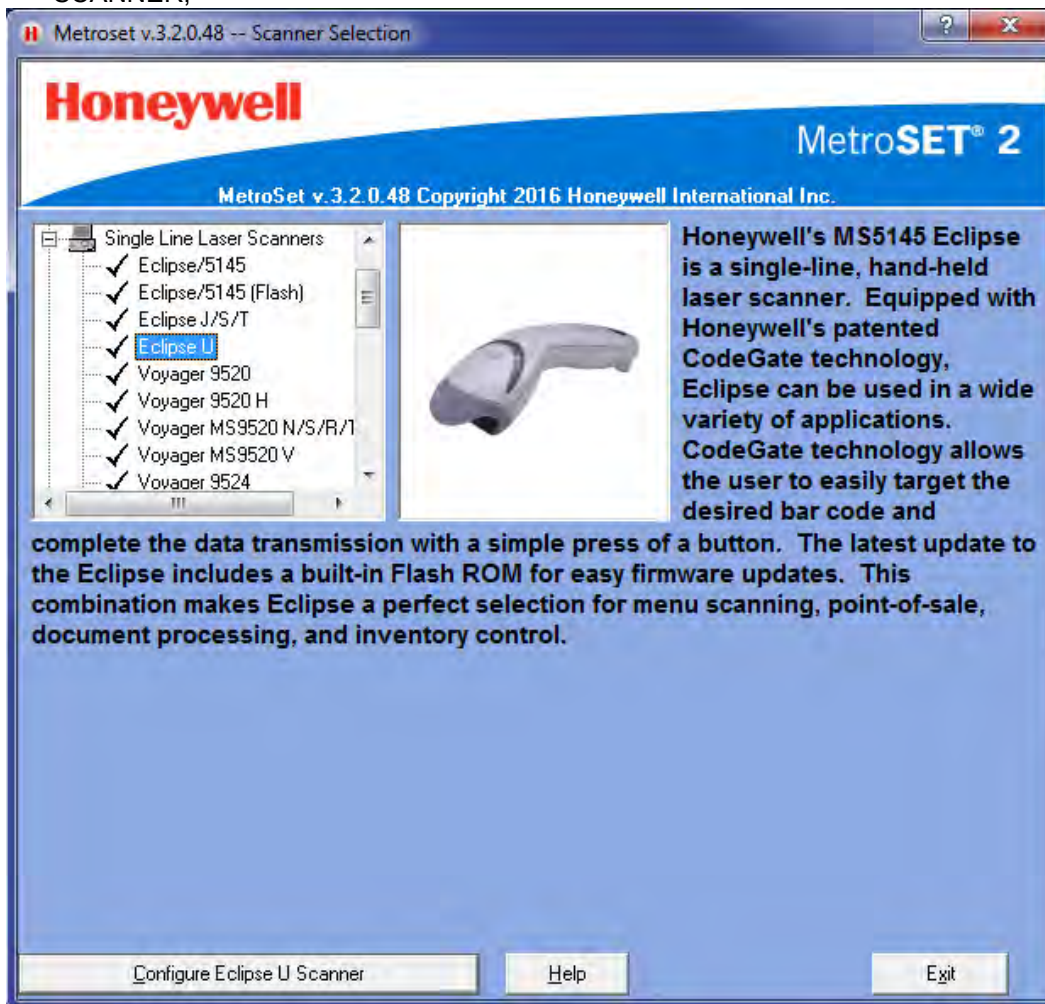 SCANNER;
Metroset v.3.2.0.48 -- Scanner Selection
Honeywell
MetroSET® 2
MetroSet v.3.2.0.48 Copyright 2016 Honeywell International Inc.
Single Line Laser Scanners
Eclipse/5145
Eclipse/5145 (Flash)
Eclipse J/S/T
Eclipse U
Voyager 9520
Voyager 9520 H
Voyager MS9520 N/S/R/T
Voyager MS9520 V
Voyager 9524
Honeywell's MS5145 Eclipse
is a single-line, hand-held
laser scanner. Equipped with
Honeywell's patented
CodeGate technology,
Eclipse can be used in a wide
variety of applications.
CodeGate technology allows
the user to easily target the
desired bar code and
complete the data transmission with a simple press of a button. The latest update to
the Eclipse includes a built-in Flash ROM for easy firmware updates. This
combination makes Eclipse a perfect selection for menu scanning, point-of-sale,
document processing, and inventory control.
Configure Eclipse U Scanner
Help
Exit